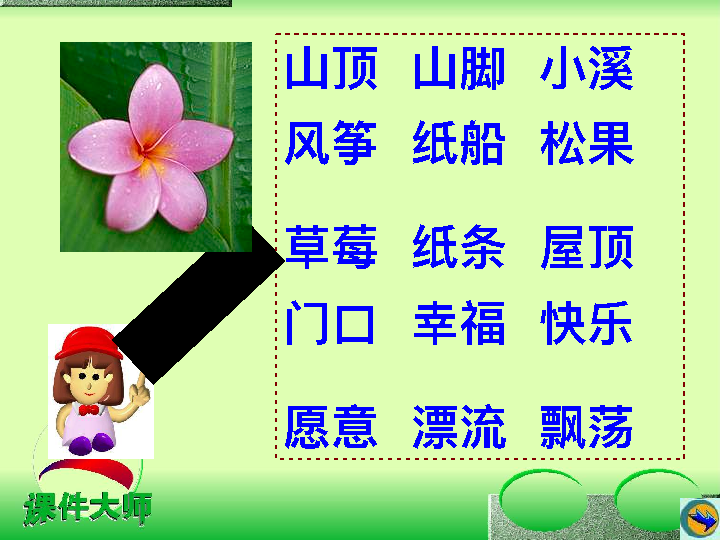 山顶 山脚 小溪
风筝 纸船 松果
草莓 纸条 屋顶
门口 幸福 快乐
愿意 漂流 飘荡
课件大师